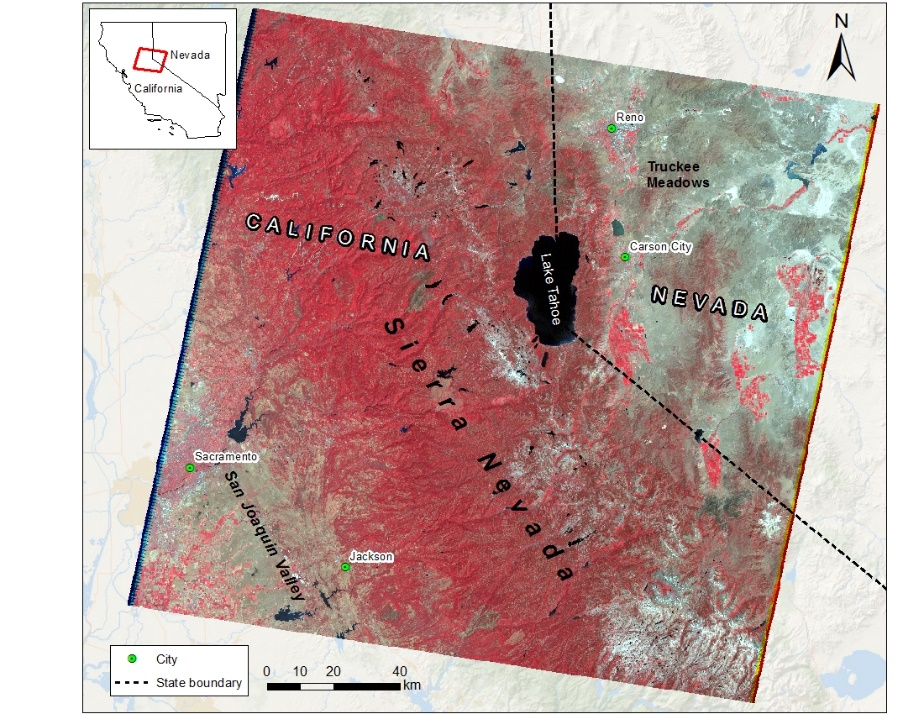 N
Nevada
California
Reno
Truckee
Meadows
CALIFORNIA
Carson City
Lake Tahoe
NEVADA
Sierra Nevada
Sacramento
San Joaquin Valley
Jackson
City
State boundary
0 10 20 40
km